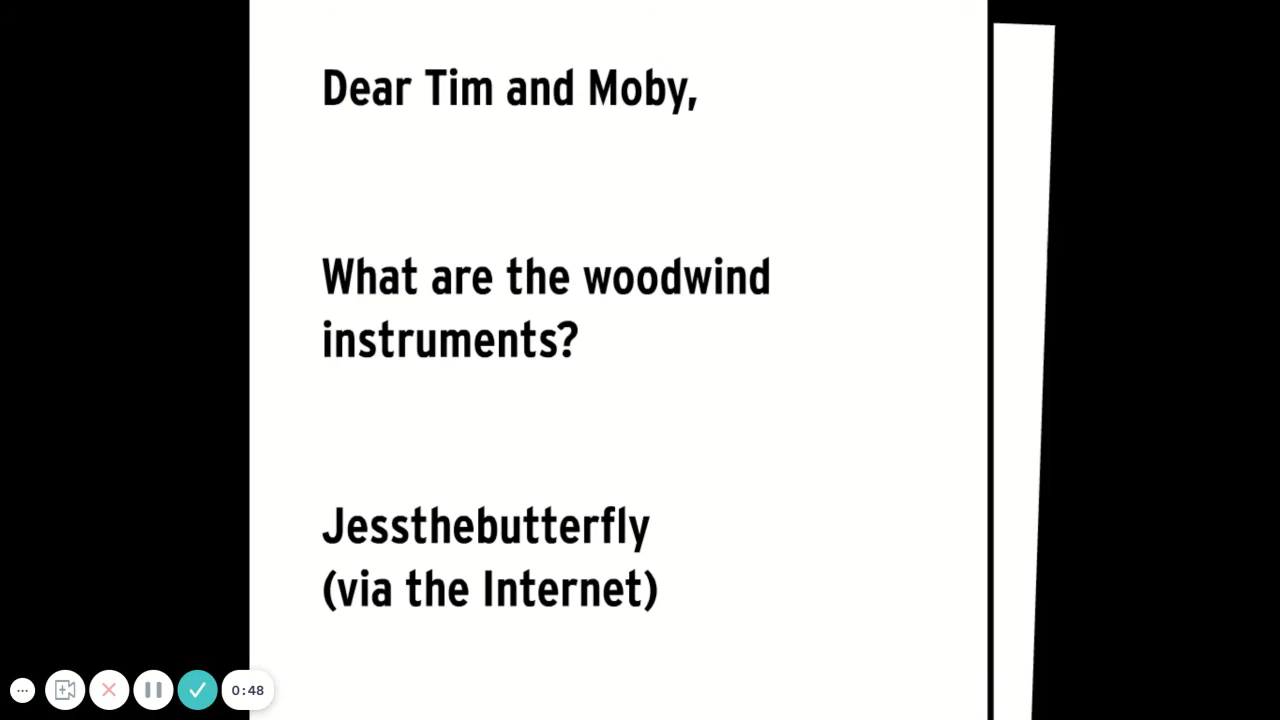 Dear Tim and Moby,
What are the woodwind
instruments?
Jessthebutterfly
(via the Internet)
0:48